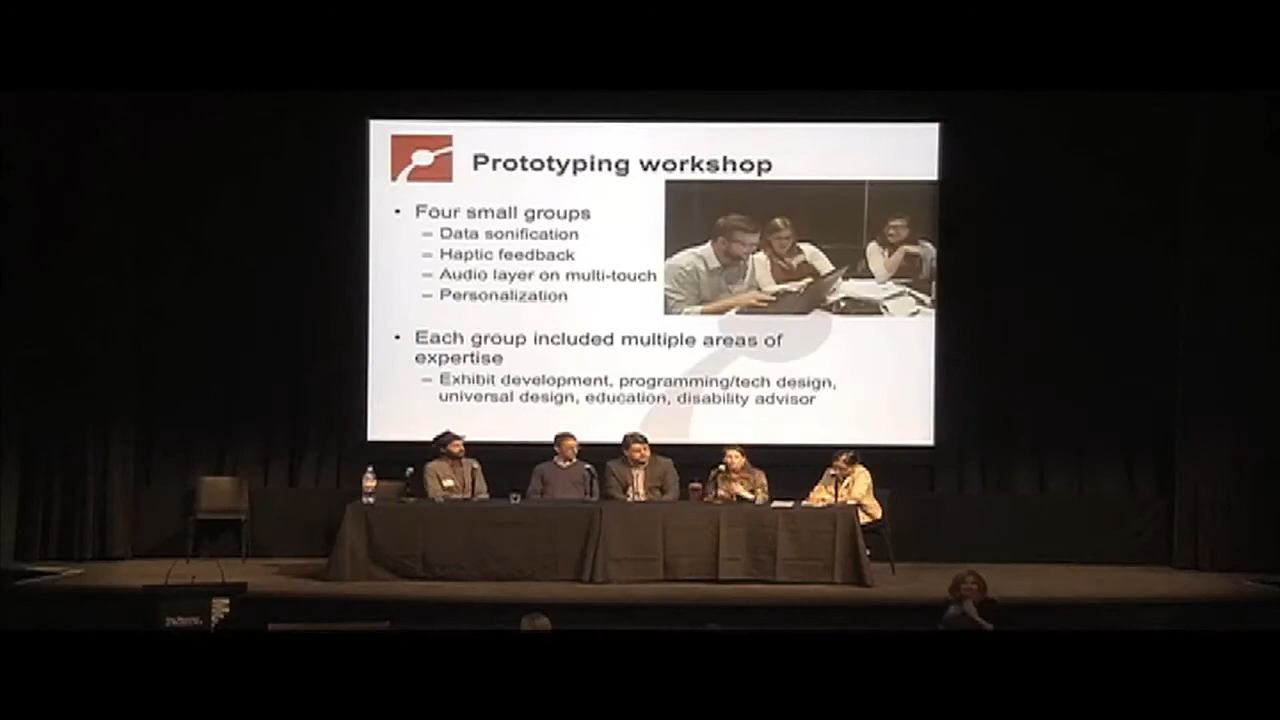 Prototyping workshop
• Four small groups
– Data sonification
– Haptic feedback
– Audio layer on multi-touch
– Personalization
• Each group included multiple areas of
expertise
– Exhibit development, programming/tech design,
universal design, education, disability advisor